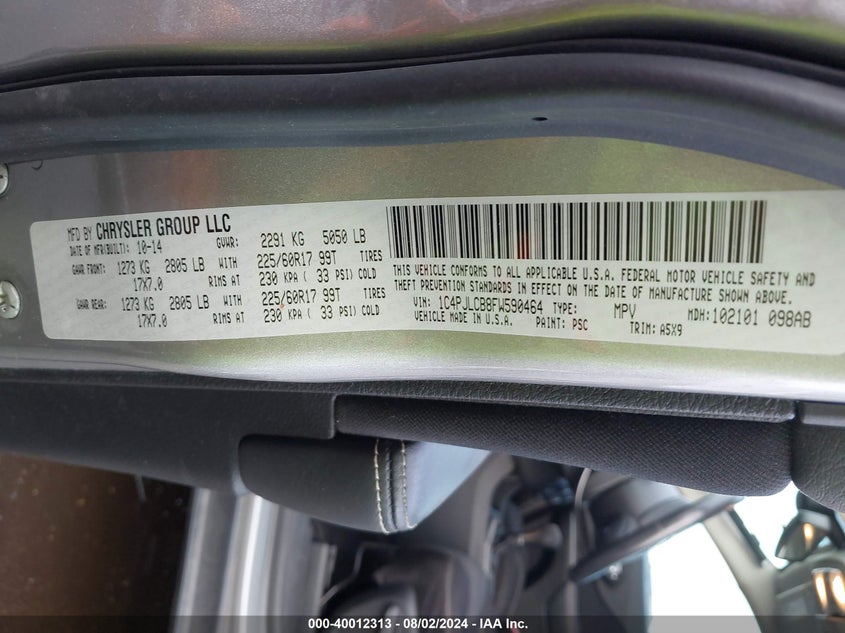 MFD BY CHRYSLER GROUP LLC
DATE OF MFR(BUILT): 10-14 GVWR: 2291 KG 5050 LB
GAWR FRONT: 1273 KG 2805 LB WITH 225/60R17 99T TIRES
17X7.0 RIMS AT 230 KPA ( 33 PSI) COLD
GAWR REAR: 1273 KG 2805 LB WITH 225/60R17 99T TIRES
17X7.0 RIMS AT 230 KPA ( 33 PSI) COLD
THIS VEHICLE CONFORMS TO ALL APPLICABLE U.S.A. FEDERAL MOTOR VEHICLE SAFETY AND
THEFT PREVENTION STANDARDS IN EFFECT ON THE DATE OF MANUFACTURE SHOWN ABOVE.
VIN: 1C4PJLCB8FW590464 TYPE: MPV MDH: 102101 098AB
VEHICLE MADE IN U.S.A. PAINT: PSC TRIM: A5X9
000-40012313 - 08/02/2024 - IAA Inc.